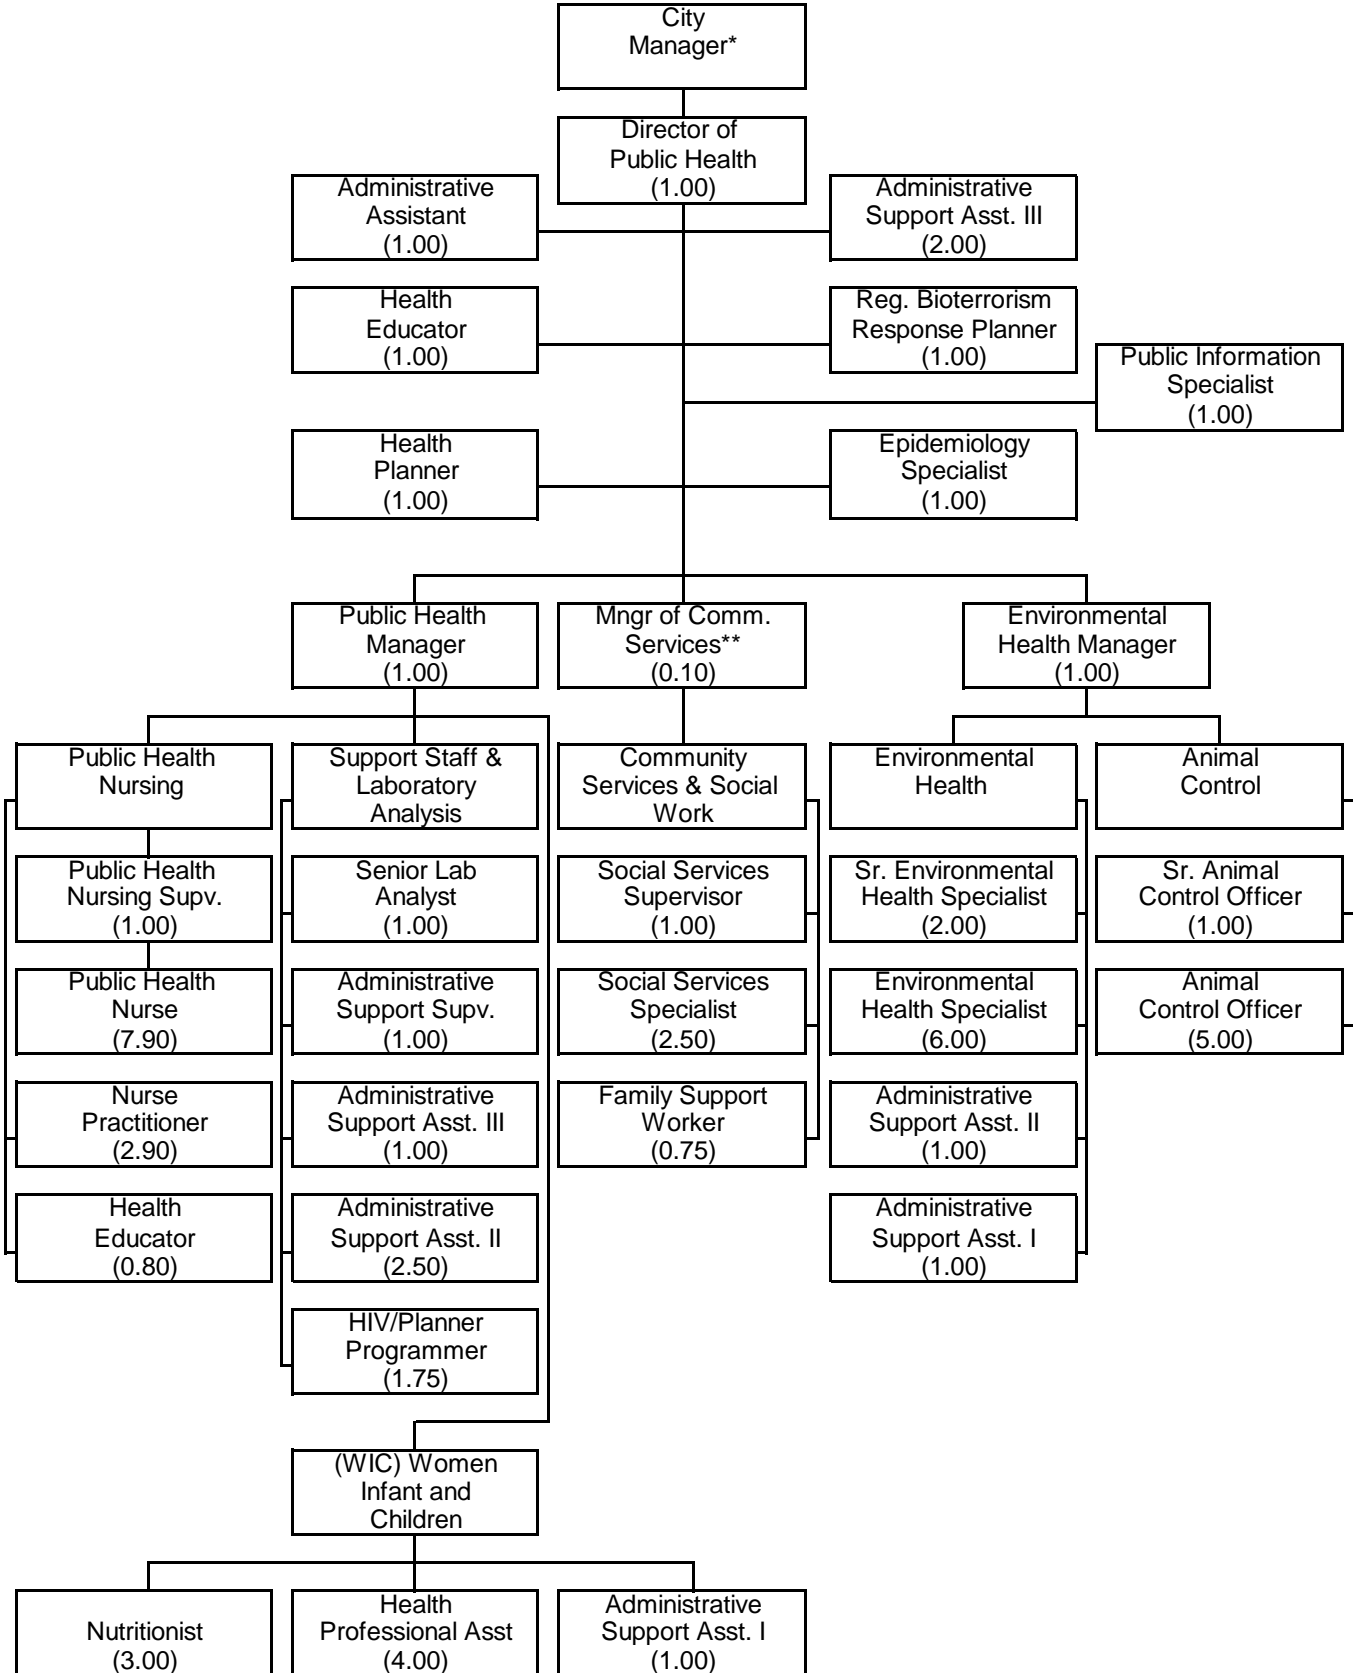 City
Manager*
Director of
Public Health
(1.00)
Administrative
Assistant
(1.00)
Administrative
Support Asst. III
(2.00)
Health
Educator
(1.00)
Reg. Bioterrorism
Response Planner
(1.00)
Public Information
Specialist
(1.00)
Health
Planner
(1.00)
Epidemiology
Specialist
(1.00)
Public Health
Manager
(1.00)
Mngr of Comm.
Services**
(0.10)
Environmental
Health Manager
(1.00)
Public Health
Nursing
Support Staff &
Laboratory
Analysis
Community
Services & Social
Work
Environmental
Health
Animal
Control
Public Health
Nursing Supv.
(1.00)
Senior Lab
Analyst
(1.00)
Social Services
Supervisor
(1.00)
Sr. Environmental
Health Specialist
(2.00)
Sr. Animal
Control Officer
(1.00)
Public Health
Nurse
(7.90)
Administrative
Support Supv.
(1.00)
Social Services
Specialist
(2.50)
Environmental
Health Specialist
(6.00)
Animal
Control Officer
(5.00)
Nurse
Practitioner
(2.90)
Administrative
Support Asst. III
(1.00)
Family Support
Worker
(0.75)
Administrative
Support Asst. II
(1.00)
Health
Educator
(0.80)
Administrative
Support Asst. II
(2.50)
Administrative
Support Asst. I
(1.00)
HIV/Planner
Programmer
(1.75)
(WIC) Women
Infant and
Children
Nutritionist
(3.00)
Health
Professional Asst
(4.00)
Administrative
Support Asst. I
(1.00)